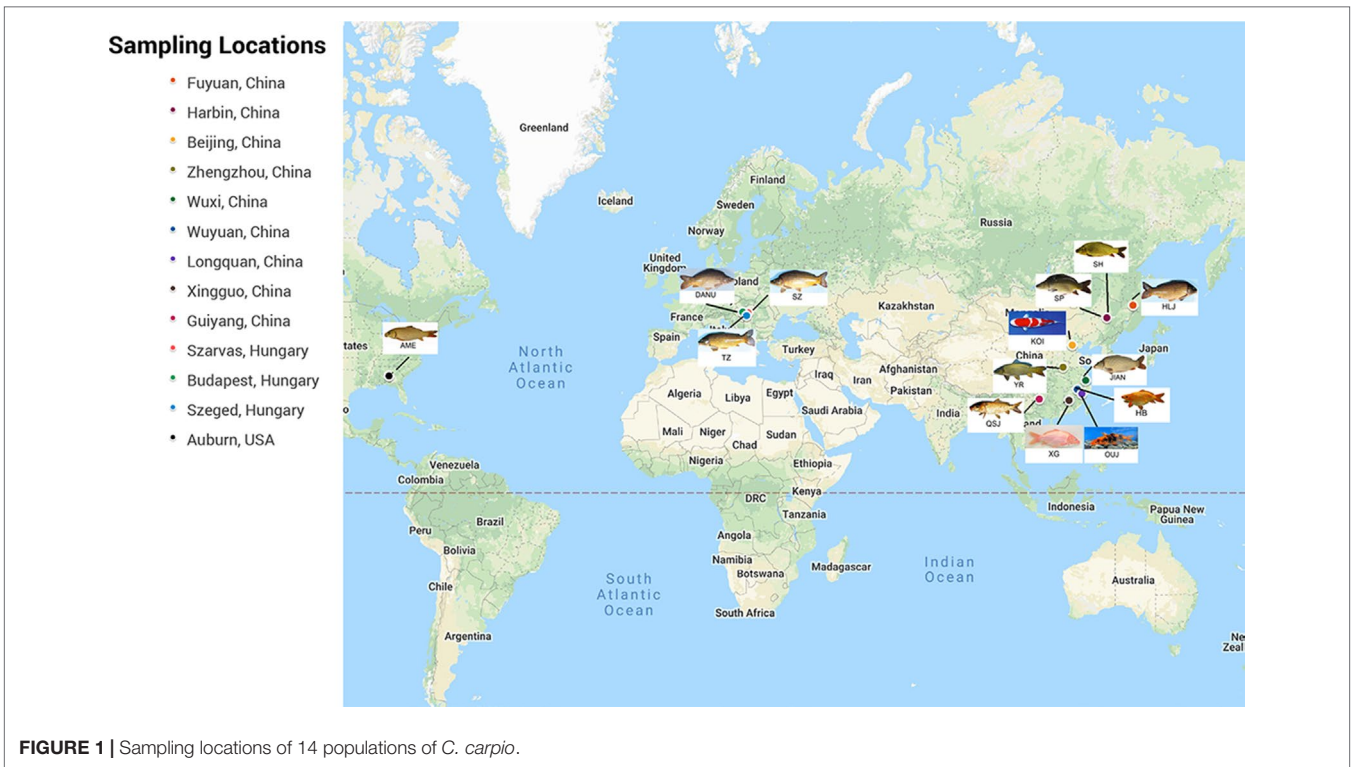 Sampling Locations
Fuyuan, China
Harbin, China
Beijing, China
Zhengzhou, China
Wuxi, China
Wuyuan, China
Longquan, China
Xingguo, China
Guiyang, China
Szarvas, Hungary
Budapest, Hungary
Szeged, Hungary
Auburn, USA
Greenland
Iceland
Finland
Sweden
Norway
Russia
United
Kingdom
oland
DANU
SZ
France
Spain
TZ
Turkey
Kazakhstan
SH
SP
HLJ
KOI
China
So
Japan
YR
JIAN
HB
QSJ
and
XG
OUJ
AME
tates
North
Atlantic
Ocean
Algeria
Libya
Egypt
Iraq
Iran
Afghanistan
Pakistan
Saudi Arabia
India
Mali
Niger
Chad
Sudan
Nigeria
Ethiopia
Venezuela
Colombia
DRC
Kenya
Tanzania
Indonesia
Papua New
Guinea
Peru
Brazil
Bolivia
Angola
Namibia
Botswana
Madagascar
Chile
South
Atlantic
Ocean
Indian
Ocean
Australia
South Africa
Argentina
Ne
Zeal
FIGURE 1 | Sampling locations of 14 populations of C. carpio.